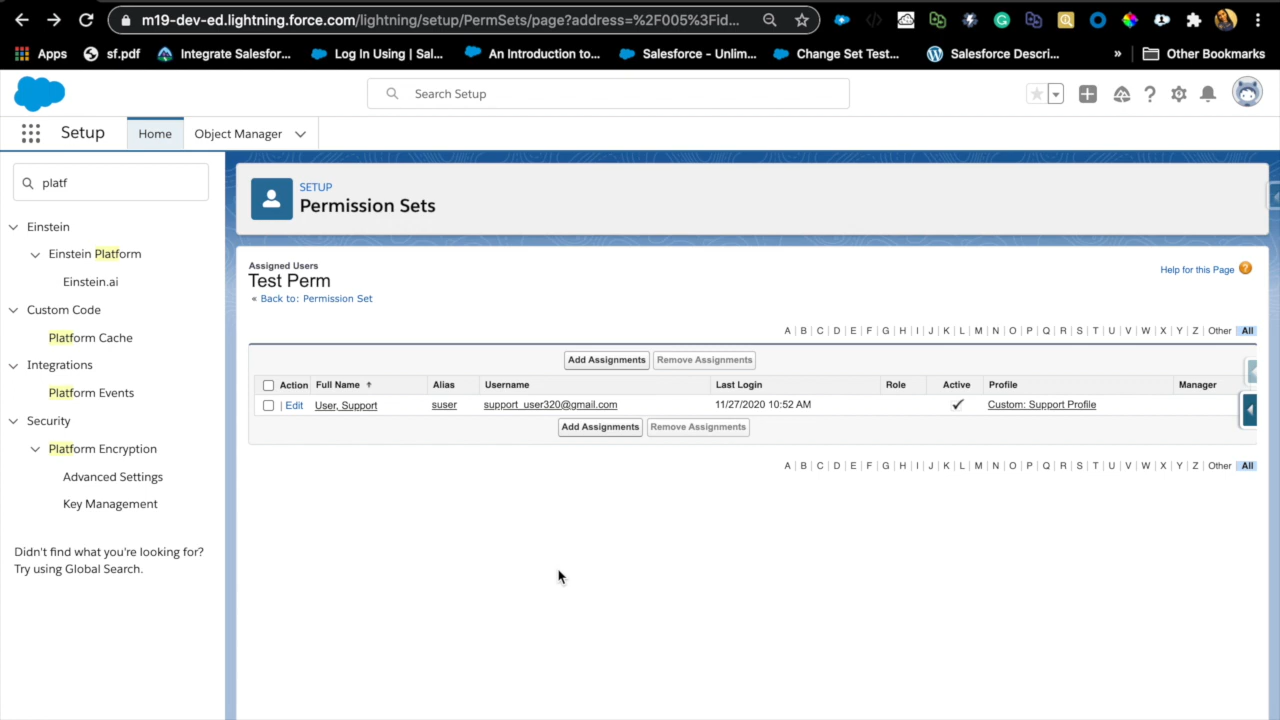 m19-dev-ed.lightning.force.com/lightning/setup/PermSets/page?address=%2F005%3Fid...
Apps sf.pdf Integrate Salesfor... Log In Using | Sal... An Introduction to... Salesforce - Unlim... Change Set Test... Salesforce Descri... » Other Bookmarks
Search Setup
Setup Home Object Manager
platf
SETUP
Permission Sets
Einstein
Einstein Platform
Einstein.ai
Custom Code
Platform Cache
Integrations
Platform Events
Security
Platform Encryption
Advanced Settings
Key Management
Didn't find what you're looking for?
Try using Global Search.
Assigned Users
Test Perm
« Back to: Permission Set
Help for this Page ?
A | B | C | D | E | F | G | H | I | J | K | L | M | N | O | P | Q | R | S | T | U | V | W | X | Y | Z | Other All
Add Assignments Remove Assignments
Action Full Name Alias Username Last Login Role Active Profile Manager
| Edit User, Support suser support_user320@gmail.com 11/27/2020 10:52 AM Custom: Support Profile
Add Assignments Remove Assignments
A | B | C | D | E | F | G | H | I | J | K | L | M | N | O | P | Q | R | S | T | U | V | W | X | Y | Z | Other All